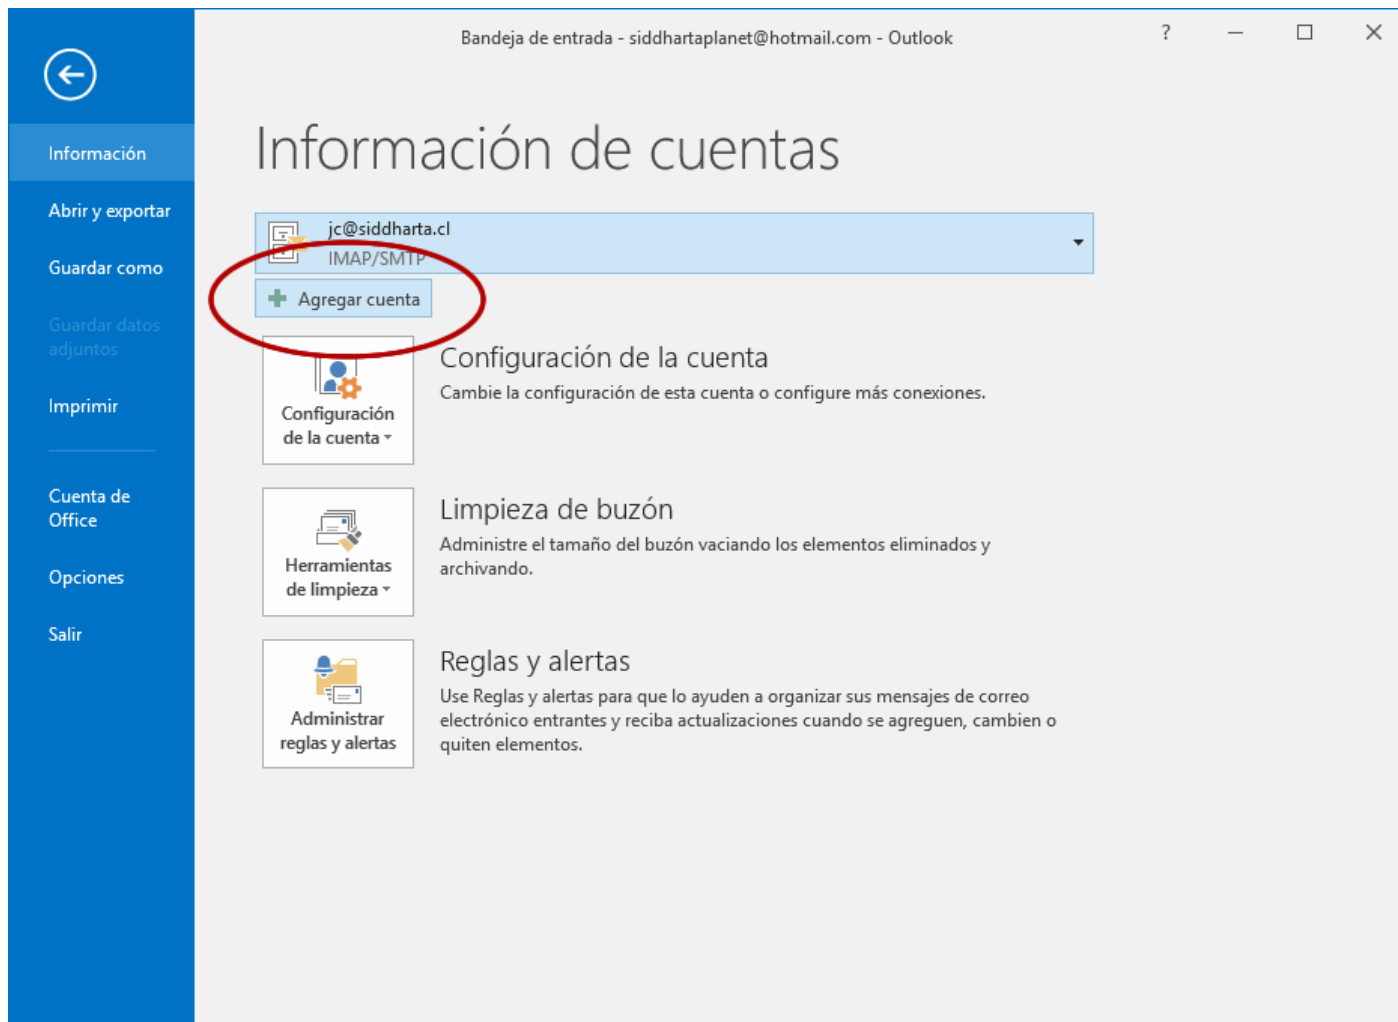 Bandeja de entrada - siddhartaplanet@hotmail.com - Outlook
?
Información
Abrir y exportar
Guardar como
Guardar datos
adjuntos
Imprimir
Cuenta de
Office
Opciones
Salir
Información de cuentas
jc@siddharta.cl
IMAP/SMTP
Agregar cuenta
Configuración
de la cuenta
Configuración de la cuenta
Cambie la configuración de esta cuenta o configure más conexiones.
Herramientas
de limpieza
Limpieza de buzón
Administre el tamaño del buzón vaciando los elementos eliminados y
archivando.
Administrar
reglas y alertas
Reglas y alertas
Use Reglas y alertas para que lo ayuden a organizar sus mensajes de correo
electrónico entrantes y reciba actualizaciones cuando se agreguen, cambien o
quiten elementos.